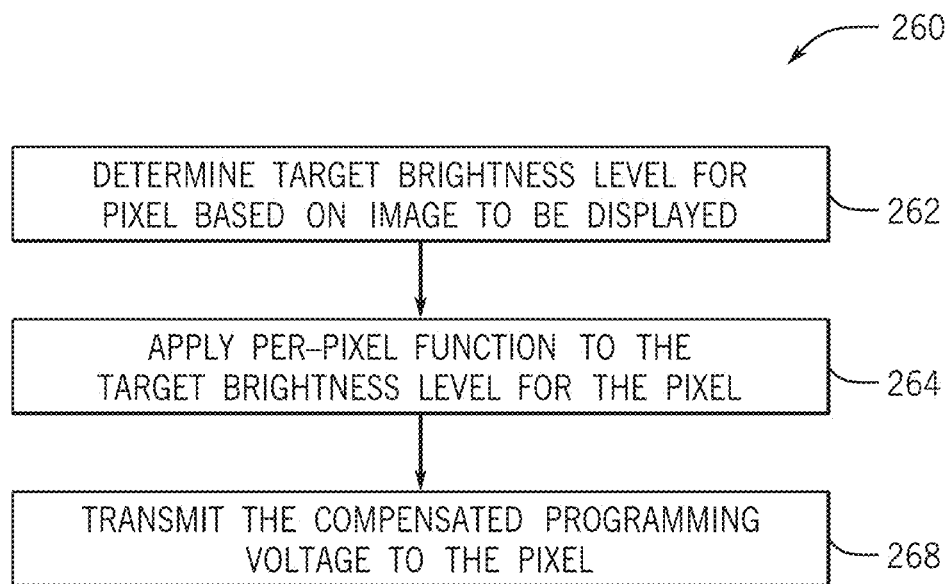 260
DETERMINE TARGET BRIGHTNESS LEVEL FOR
PIXEL BASED ON IMAGE TO BE DISPLAYED
262
APPLY PER-PIXEL FUNCTION TO THE
TARGET BRIGHTNESS LEVEL FOR THE PIXEL
264
TRANSMIT THE COMPENSATED PROGRAMMING
VOLTAGE TO THE PIXEL
268